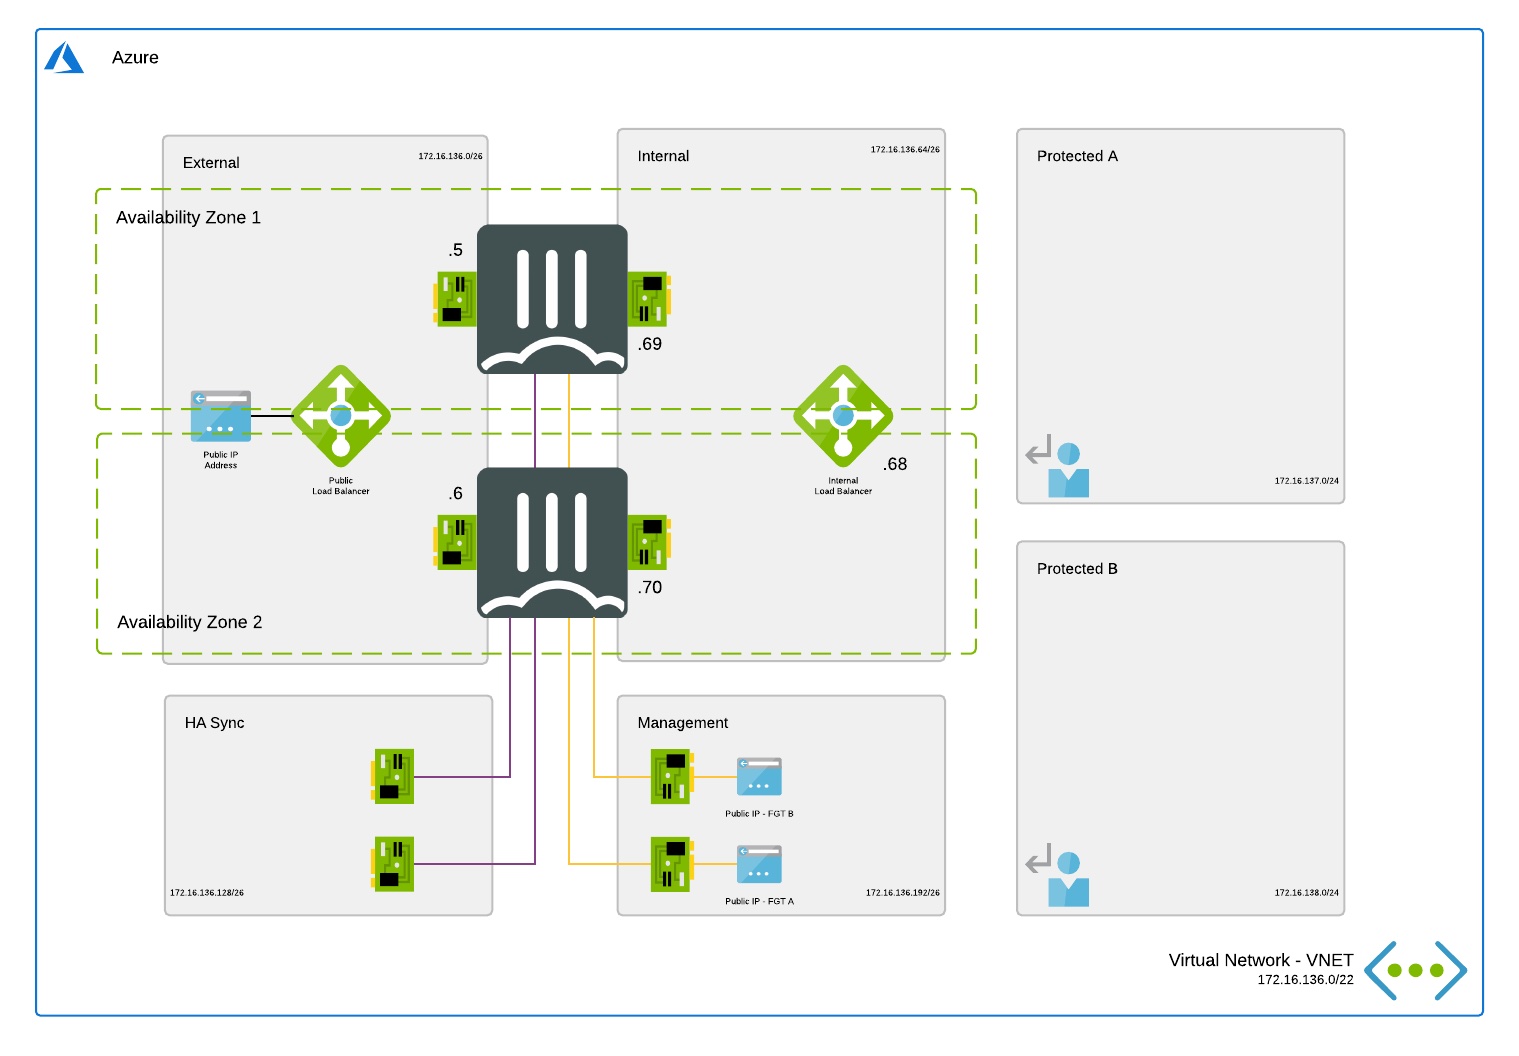 Azure
External
172.16.136.0/26
Internal
172.16.136.64/26
Protected A
Availability Zone 1
.5
.69
Public IP
Address
Public
Load Balancer
.68
Internal
Load Balancer
172.16.137.0/24
.6
.70
Availability Zone 2
Protected B
HA Sync
Management
Public IP - FGT B
172.16.136.128/26
Public IP - FGT A
172.16.136.192/26
172.16.138.0/24
Virtual Network - VNET
172.16.136.0/22